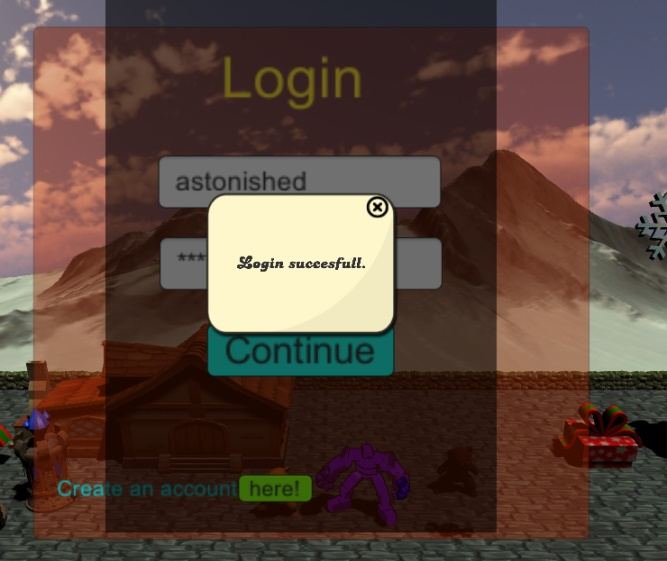 Login
astonished
***
Login succesfull.
Continue
Create an account here!